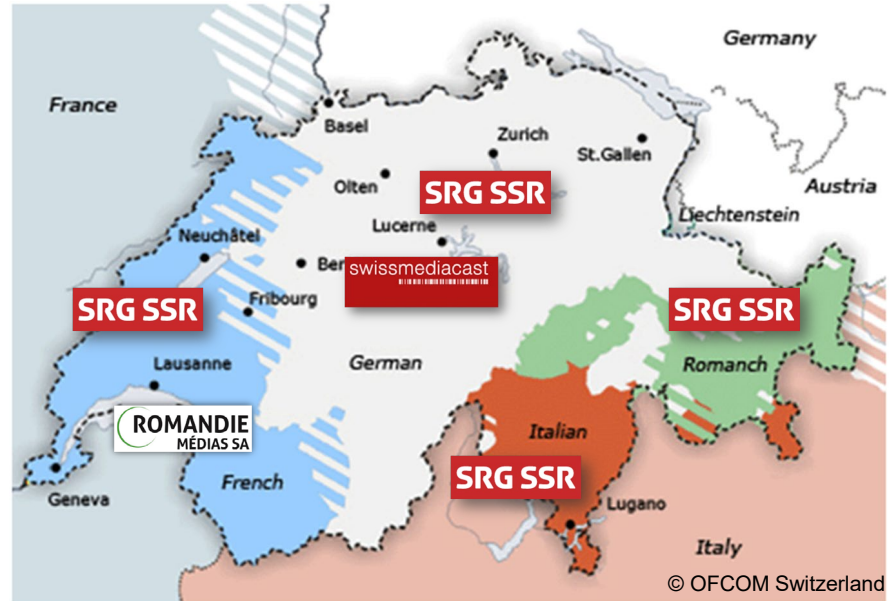 Germany
France
Basel
Zurich
St.Gallen
Olten
SRG SSR
Austria
Liechtenstein
Lucerne
Neuchâtel
Ber
swissmediacast
SRG SSR
Fribourg
SRG SSR
German
Romanch
Lausanne
ROMANDIE
MÉDIAS SA
Italian
SRG SSR
French
Geneva
Lugano
Italy
© OFCOM Switzerland